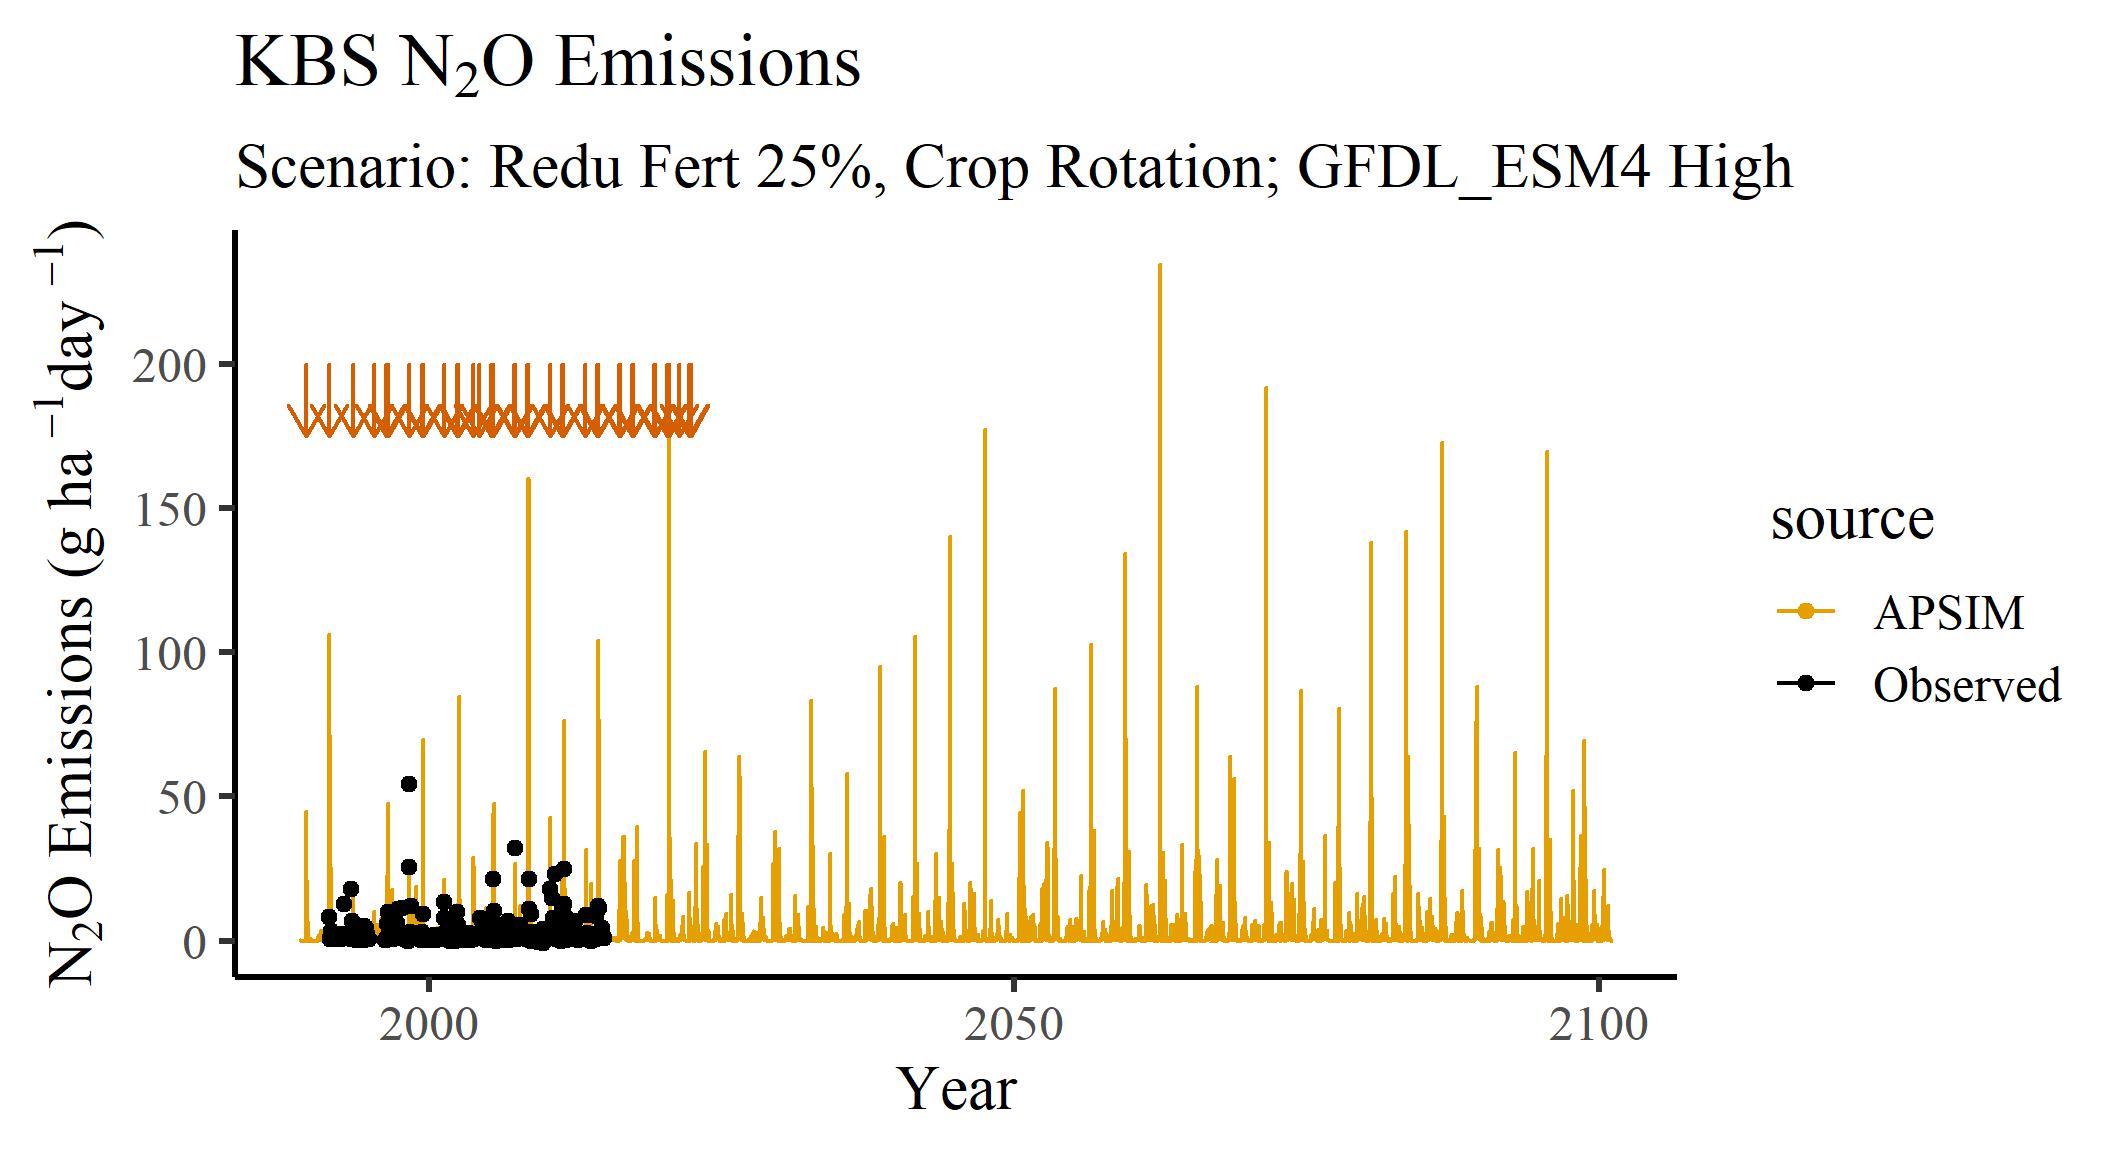 KBS N₂O Emissions
Scenario: Redu Fert 25%, Crop Rotation; GFDL_ESM4 High
N₂O Emissions (g ha ⁻¹day ⁻¹)
200
150
100
50
0
2000
2050
2100
Year
source
APSIM
Observed